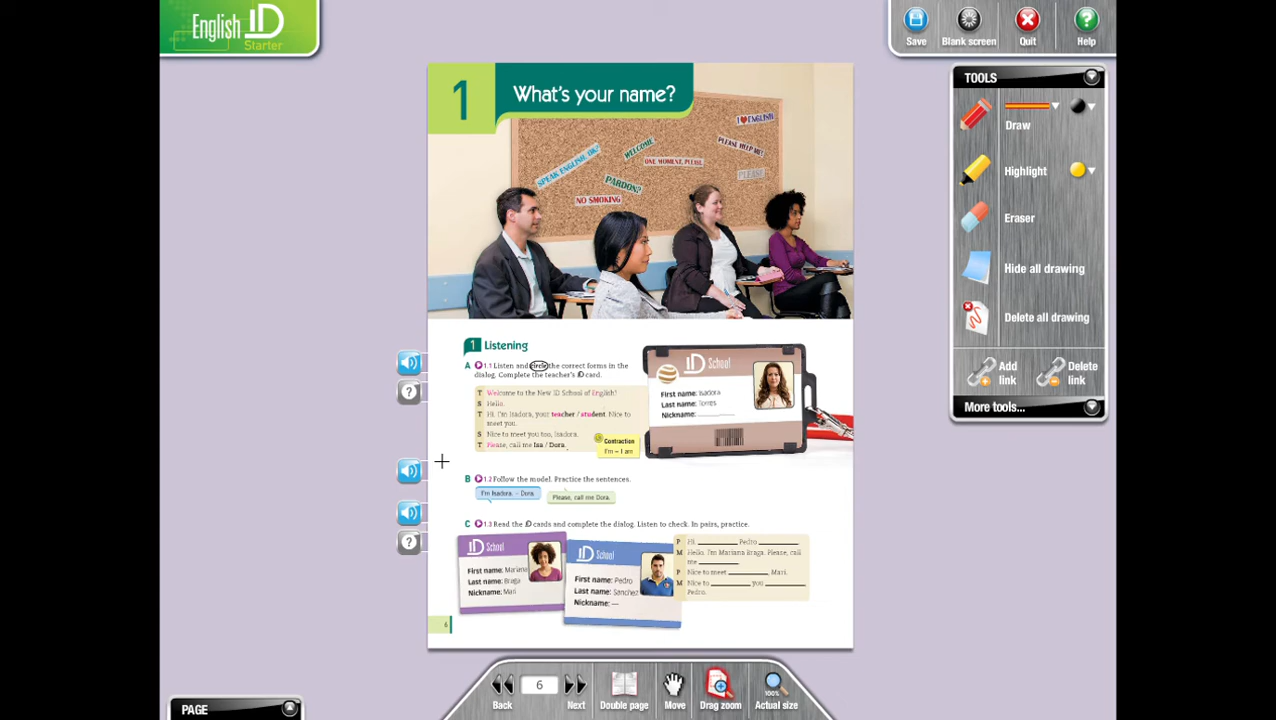 English iD
Starter
Save
Blank screen
Quit
Help
TOOLS
Draw
Highlight
Eraser
Hide all drawing
Delete all drawing
Add link
Delete link
More tools...
1
What's your name?
I ♥ ENGLISH
SPEAK ENGLISH, OK?
WELCOME
ONE MOMENT, PLEASE
PLEASE HELP ME!
PARDON?
PLEASE
NO SMOKING
1 Listening
A 1.1 Listen and circle the correct forms in the
dialog. Complete the teacher's iD card.
T Welcome to the New ID School of English!
S Hello.
T Hi. I'm Isadora, your teacher / student. Nice to
meet you.
S Nice to meet you too, Isadora.
T Please, call me Isa / Dora.
Contraction
I'm = I am
iD School
First name: Isadora
Last name: Torres
Nickname: ________
B 1.2 Follow the model. Practice the sentences.
I'm Isadora. – Dora.
Please, call me Dora.
C 1.3 Read the iD cards and complete the dialog. Listen to check. In pairs, practice.
iD School
First name: Mariana
Last name: Braga
Nickname: Mari
iD School
First name: Pedro
Last name: Sanchez
Nickname: —
P Hi. ________ Pedro ________.
M Hello. I'm Mariana Braga. Please, call
me ________.
P Nice to meet ________, Mari.
M Nice to ________ you ________,
Pedro.
6
PAGE
Back
6
Next
Double page
Move
Drag zoom
100%
Actual size